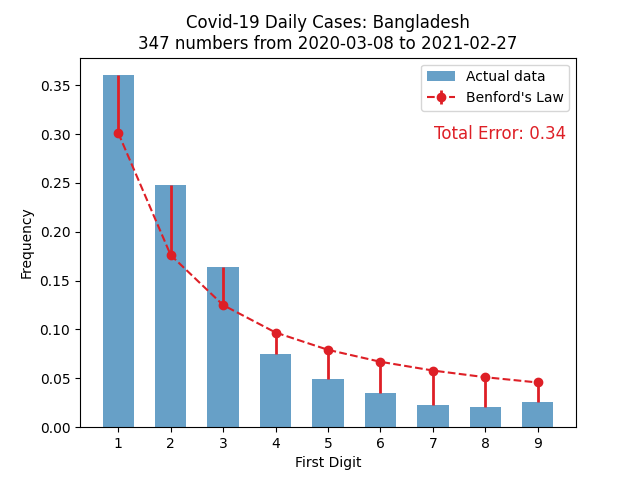 Covid-19 Daily Cases: Bangladesh
347 numbers from 2020-03-08 to 2021-02-27
Actual data
Benford's Law
Total Error: 0.34
Frequency
0.35
0.30
0.25
0.20
0.15
0.10
0.05
0.00
1 2 3 4 5 6 7 8 9
First Digit